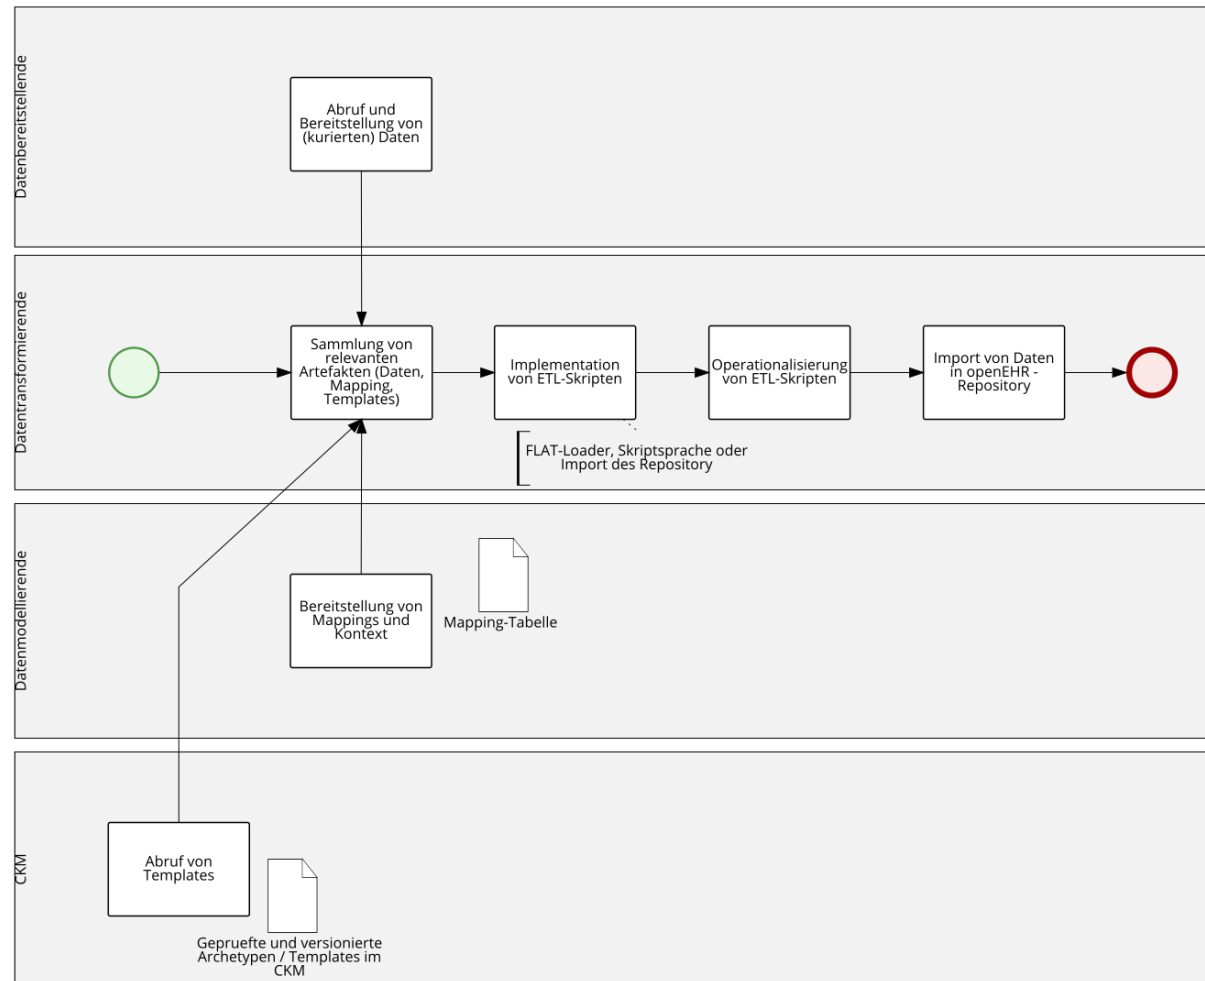 Datenbereitstellende
Abruf und
Bereitstellung von
(kurierten) Daten
Datentransformierende
Sammlung von
relevanten
Artefakten (Daten,
Mapping,
Templates)
Implementation
von ETL-Skripten
Operationalisierung
von ETL-Skripten
Import von Daten
in openEHR -
Repository
FLAT-Loader, Skriptsprache oder
Import des Repository
Datenmodellierende
Bereitstellung von
Mappings und
Kontext
Mapping-Tabelle
CKM
Abruf von
Templates
Gepruefte und versionierte
Archetypen / Templates im
CKM